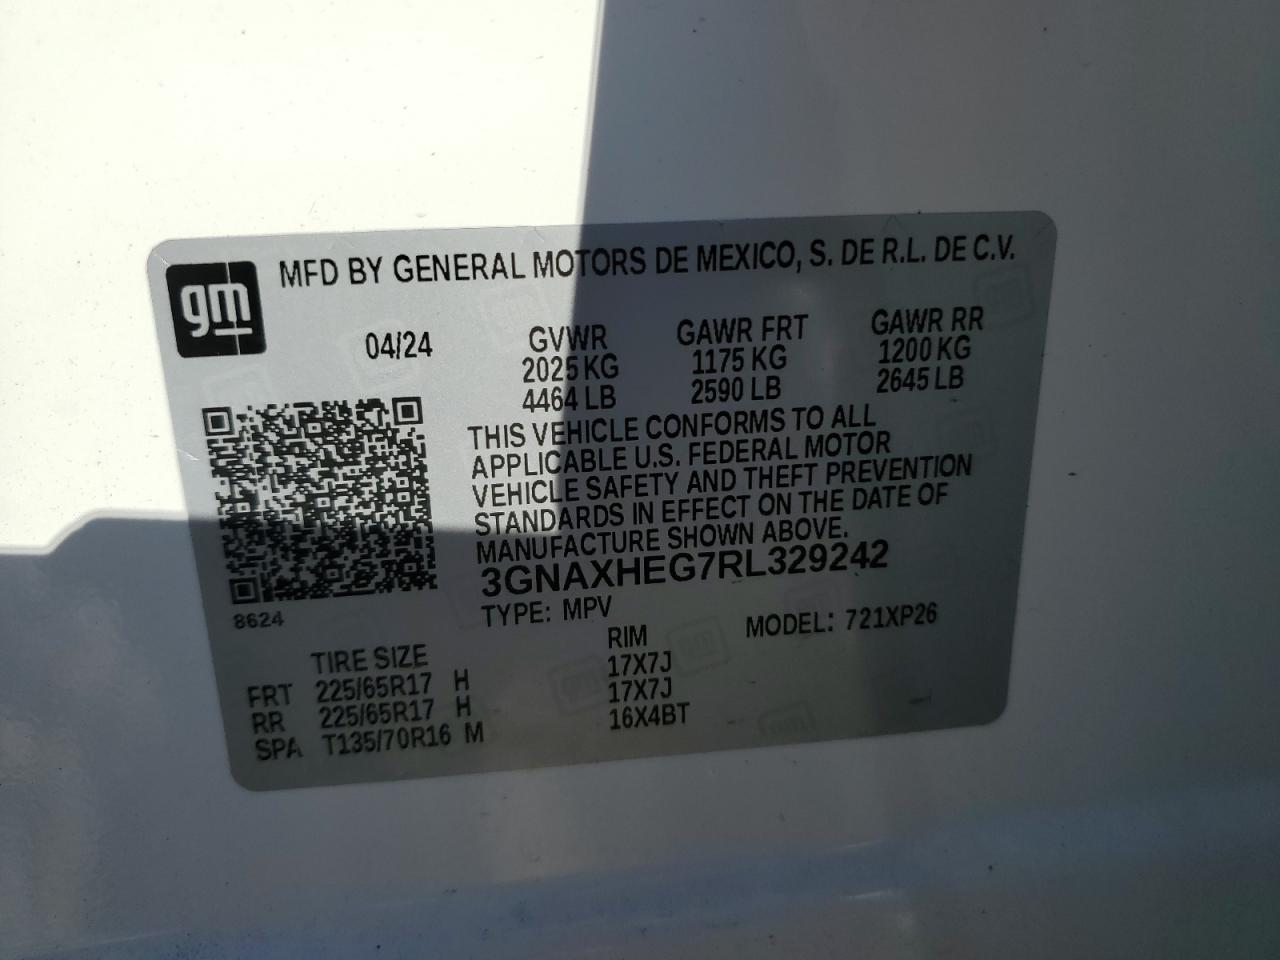 gm
MFD BY GENERAL MOTORS DE MEXICO, S. DE R.L. DE C.V.
04/24 GVWR GAWR FRT GAWR RR
2025 KG 1175 KG 1200 KG
4464 LB 2590 LB 2645 LB
THIS VEHICLE CONFORMS TO ALL
APPLICABLE U.S. FEDERAL MOTOR
VEHICLE SAFETY AND THEFT PREVENTION
STANDARDS IN EFFECT ON THE DATE OF
MANUFACTURE SHOWN ABOVE.
3GNAXHEG7RL329242
8624
TYPE: MPV MODEL: 721XP26
TIRE SIZE RIM
FRT 225/65R17 H 17X7J
RR 225/65R17 H 17X7J
SPA T135/70R16 M 16X4BT